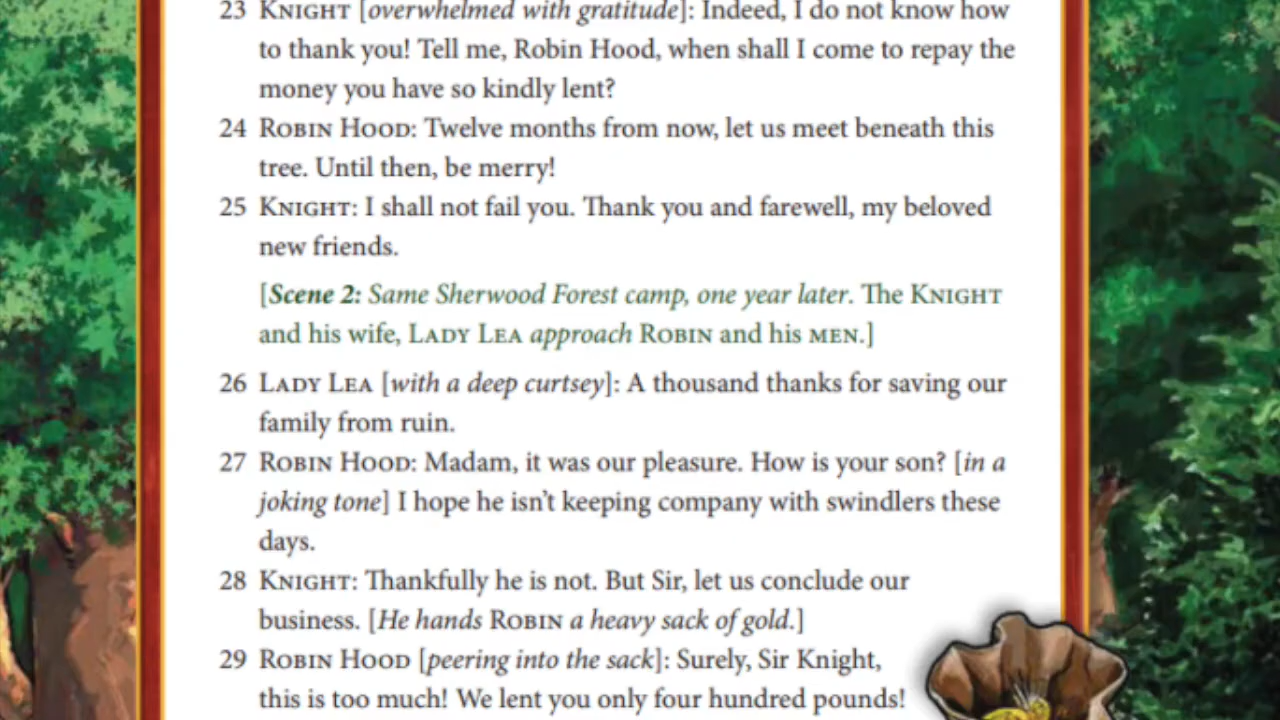 23 KNIGHT [overwhelmed with gratitude]: Indeed, I do not know how
to thank you! Tell me, Robin Hood, when shall I come to repay the
money you have so kindly lent?
24 ROBIN HOOD: Twelve months from now, let us meet beneath this
tree. Until then, be merry!
25 KNIGHT: I shall not fail you. Thank you and farewell, my beloved
new friends.
[Scene 2: Same Sherwood Forest camp, one year later. The KNIGHT
and his wife, LADY LEA approach ROBIN and his MEN.]
26 LADY LEA [with a deep curtsey]: A thousand thanks for saving our
family from ruin.
27 ROBIN HOOD: Madam, it was our pleasure. How is your son? [in a
joking tone] I hope he isn't keeping company with swindlers these
days.
28 KNIGHT: Thankfully he is not. But Sir, let us conclude our
business. [He hands ROBIN a heavy sack of gold.]
29 ROBIN HOOD [peering into the sack]: Surely, Sir Knight,
this is too much! We lent you only four hundred pounds!